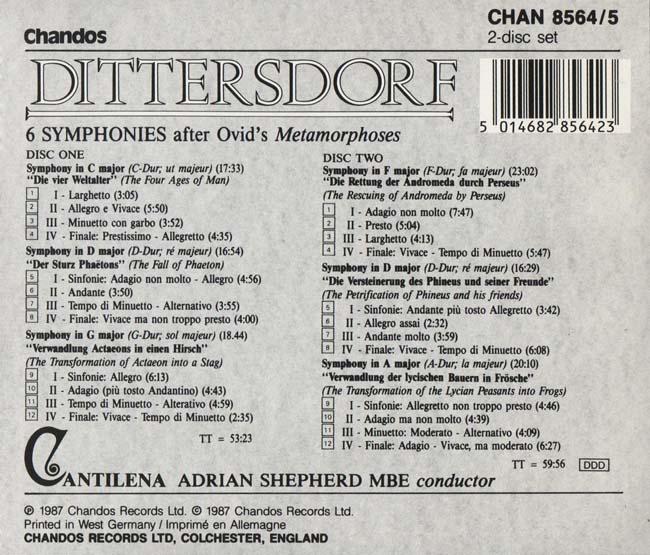 CHAN 8564/5
Chandos
2-disc set
DITTERSDORF
5 014682 856423
6 SYMPHONIES after Ovid's Metamorphoses
DISC ONE
Symphony in C major (C-Dur; ut majeur) (17:33)
"Die vier Weltalter" (The Four Ages of Man)
1 I - Larghetto (3:05)
2 II - Allegro e Vivace (5:50)
3 III - Minuetto con garbo (3:52)
4 IV - Finale: Prestissimo - Allegretto (4:35)
Symphony in D major (D-Dur; ré majeur) (16:54)
"Der Sturz Phaëtons" (The Fall of Phaeton)
5 I - Sinfonie: Adagio non molto - Allegro (4:56)
6 II - Andante (3:50)
7 III - Tempo di Minuetto - Alternativo (3:55)
8 IV - Finale: Vivace ma non troppo presto (4:00)
Symphony in G major (G-Dur; sol majeur) (18.44)
"Verwandlung Actaeons in einen Hirsch"
(The Transformation of Actaeon into a Stag)
9 I - Sinfonie: Allegro (6:13)
10 II - Adagio (più tosto Andantino) (4:43)
11 III - Tempo di Minuetto - Alterativo (4:59)
12 IV - Finale: Vivace - Tempo di Minuetto (2:35)
TT = 53:23
DISC TWO
Symphony in F major (F-Dur; fa majeur) (23:02)
"Die Rettung der Andromeda durch Perseus"
(The Rescuing of Andromeda by Perseus)
1 I - Adagio non molto (7:47)
2 II - Presto (5:04)
3 III - Larghetto (4:13)
4 IV - Finale: Vivace - Tempo di Minuetto (5:47)
Symphony in D major (D-Dur; ré majeur) (16:29)
"Die Versteinerung des Phineus und seiner Freunde"
(The Petrification of Phineus and his friends)
5 I - Sinfonie: Andante più tosto Allegretto (3:42)
6 II - Allegro assai (2:32)
7 III - Andante molto (3:59)
8 IV - Finale: Vivace - Tempo di Minuetto (6:08)
Symphony in A major (A-Dur; la majeur) (20:10)
"Verwandlung der lycischen Bauern in Frösche"
(The Transformation of the Lycian Peasants into Frogs)
9 I - Sinfonie: Allegretto non troppo presto (4:46)
10 II - Adagio ma non molto (4:39)
11 III - Minuetto: Moderato - Alternativo (4:09)
12 IV - Finale: Adagio - Vivace, ma moderato (6:27)
TT = 59:56 DDD
CANTILENA ADRIAN SHEPHERD MBE conductor
℗ 1987 Chandos Records Ltd. © 1987 Chandos Records Ltd.
Printed in West Germany / Imprimé en Allemagne
CHANDOS RECORDS LTD, COLCHESTER, ENGLAND